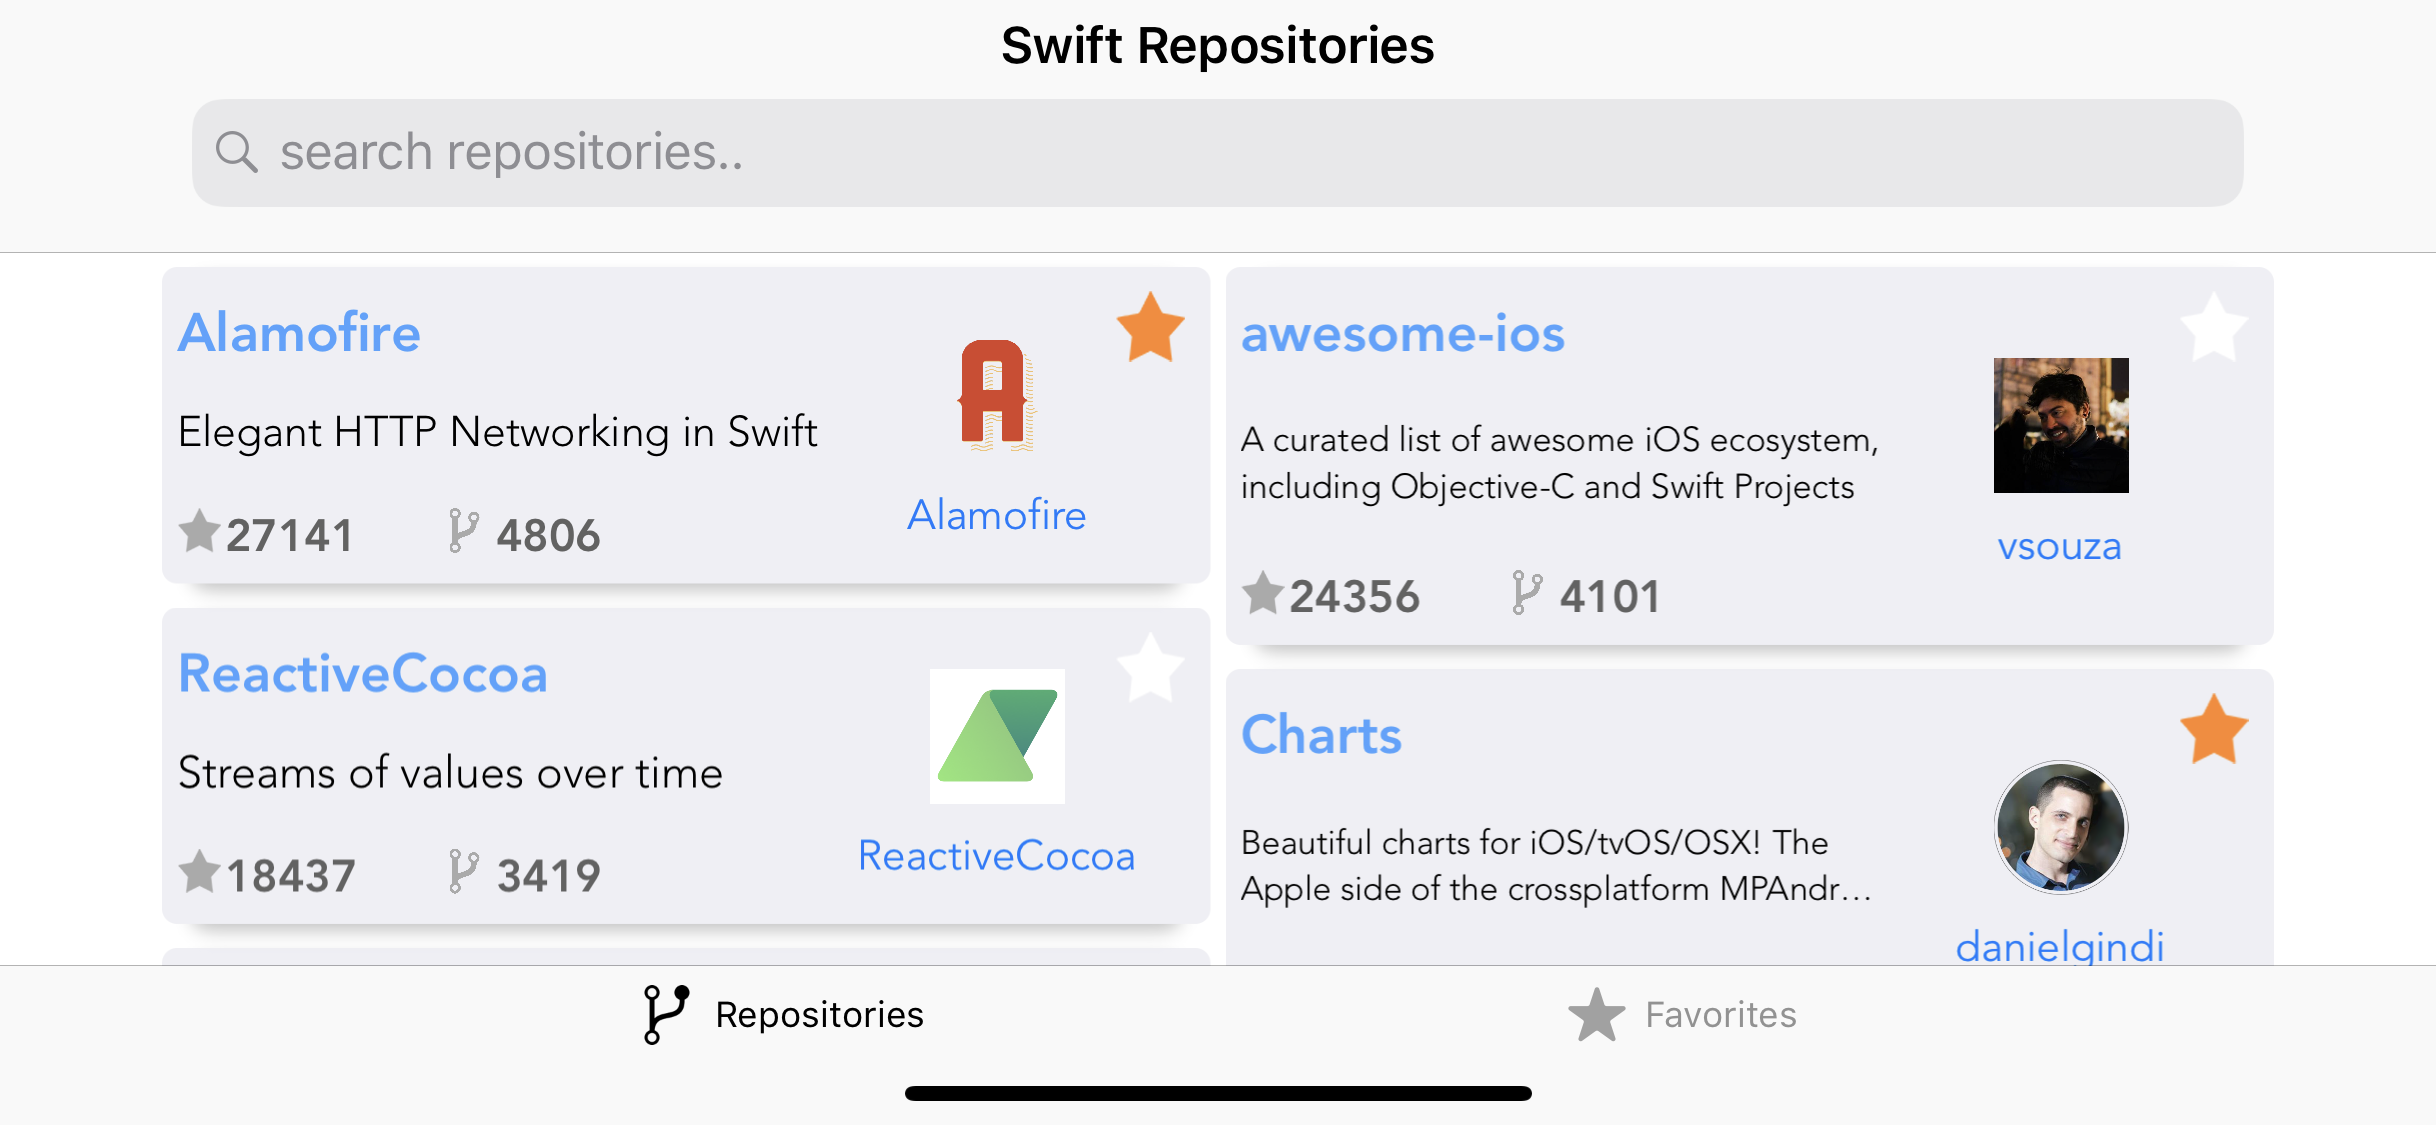 Swift Repositories
search repositories..
Alamofire
Elegant HTTP Networking in Swift
27141 4806
Alamofire
awesome-ios
A curated list of awesome iOS ecosystem,
including Objective-C and Swift Projects
24356 4101
vsouza
ReactiveCocoa
Streams of values over time
18437 3419
ReactiveCocoa
Charts
Beautiful charts for iOS/tvOS/OSX! The
Apple side of the crossplatform MPAndr...
danielgindi
Repositories
Favorites